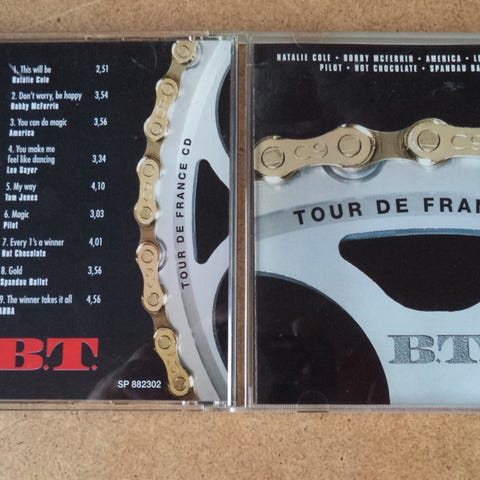 1. This will be 2,51
Natalie Cole
2. Don't worry, be happy 3,54
Bobby McFerrin
3. You can do magic 3,56
America
4. You make me
feel like dancing 3,34
Leo Sayer
5. My way 4,10
Tom Jones
6. Magic 3,03
Pilot
7. Every 1's a winner 4,01
Hot Chocolate
8. Gold 3,56
Spandau Ballet
9. The winner takes it all 4,56
ABBA
B.T.
SP 882302
TOUR DE FRANCE CD
NATALIE COLE • BOBBY McFERRIN • AMERICA • LE
PILOT • HOT CHOCOLATE • SPANDAU BA
C9
C9
TOUR DE FRAN
B.T.